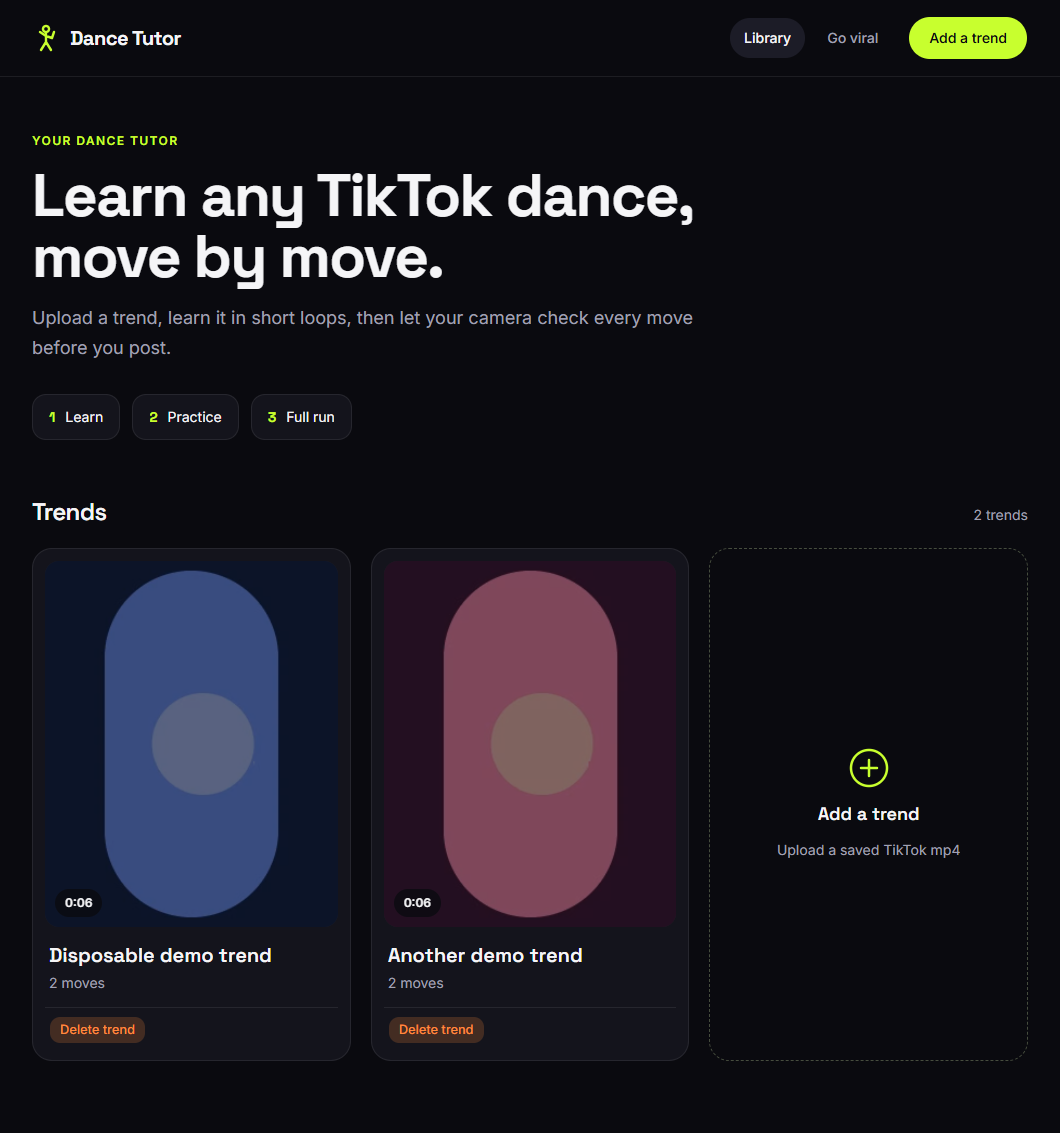 Dance Tutor
Library
Go viral
Add a trend
YOUR DANCE TUTOR
Learn any TikTok dance,
move by move.
Upload a trend, learn it in short loops, then let your camera check every move
before you post.
1 Learn
2 Practice
3 Full run
Trends
2 trends
0:06
Disposable demo trend
2 moves
Delete trend
0:06
Another demo trend
2 moves
Delete trend
Add a trend
Upload a saved TikTok mp4